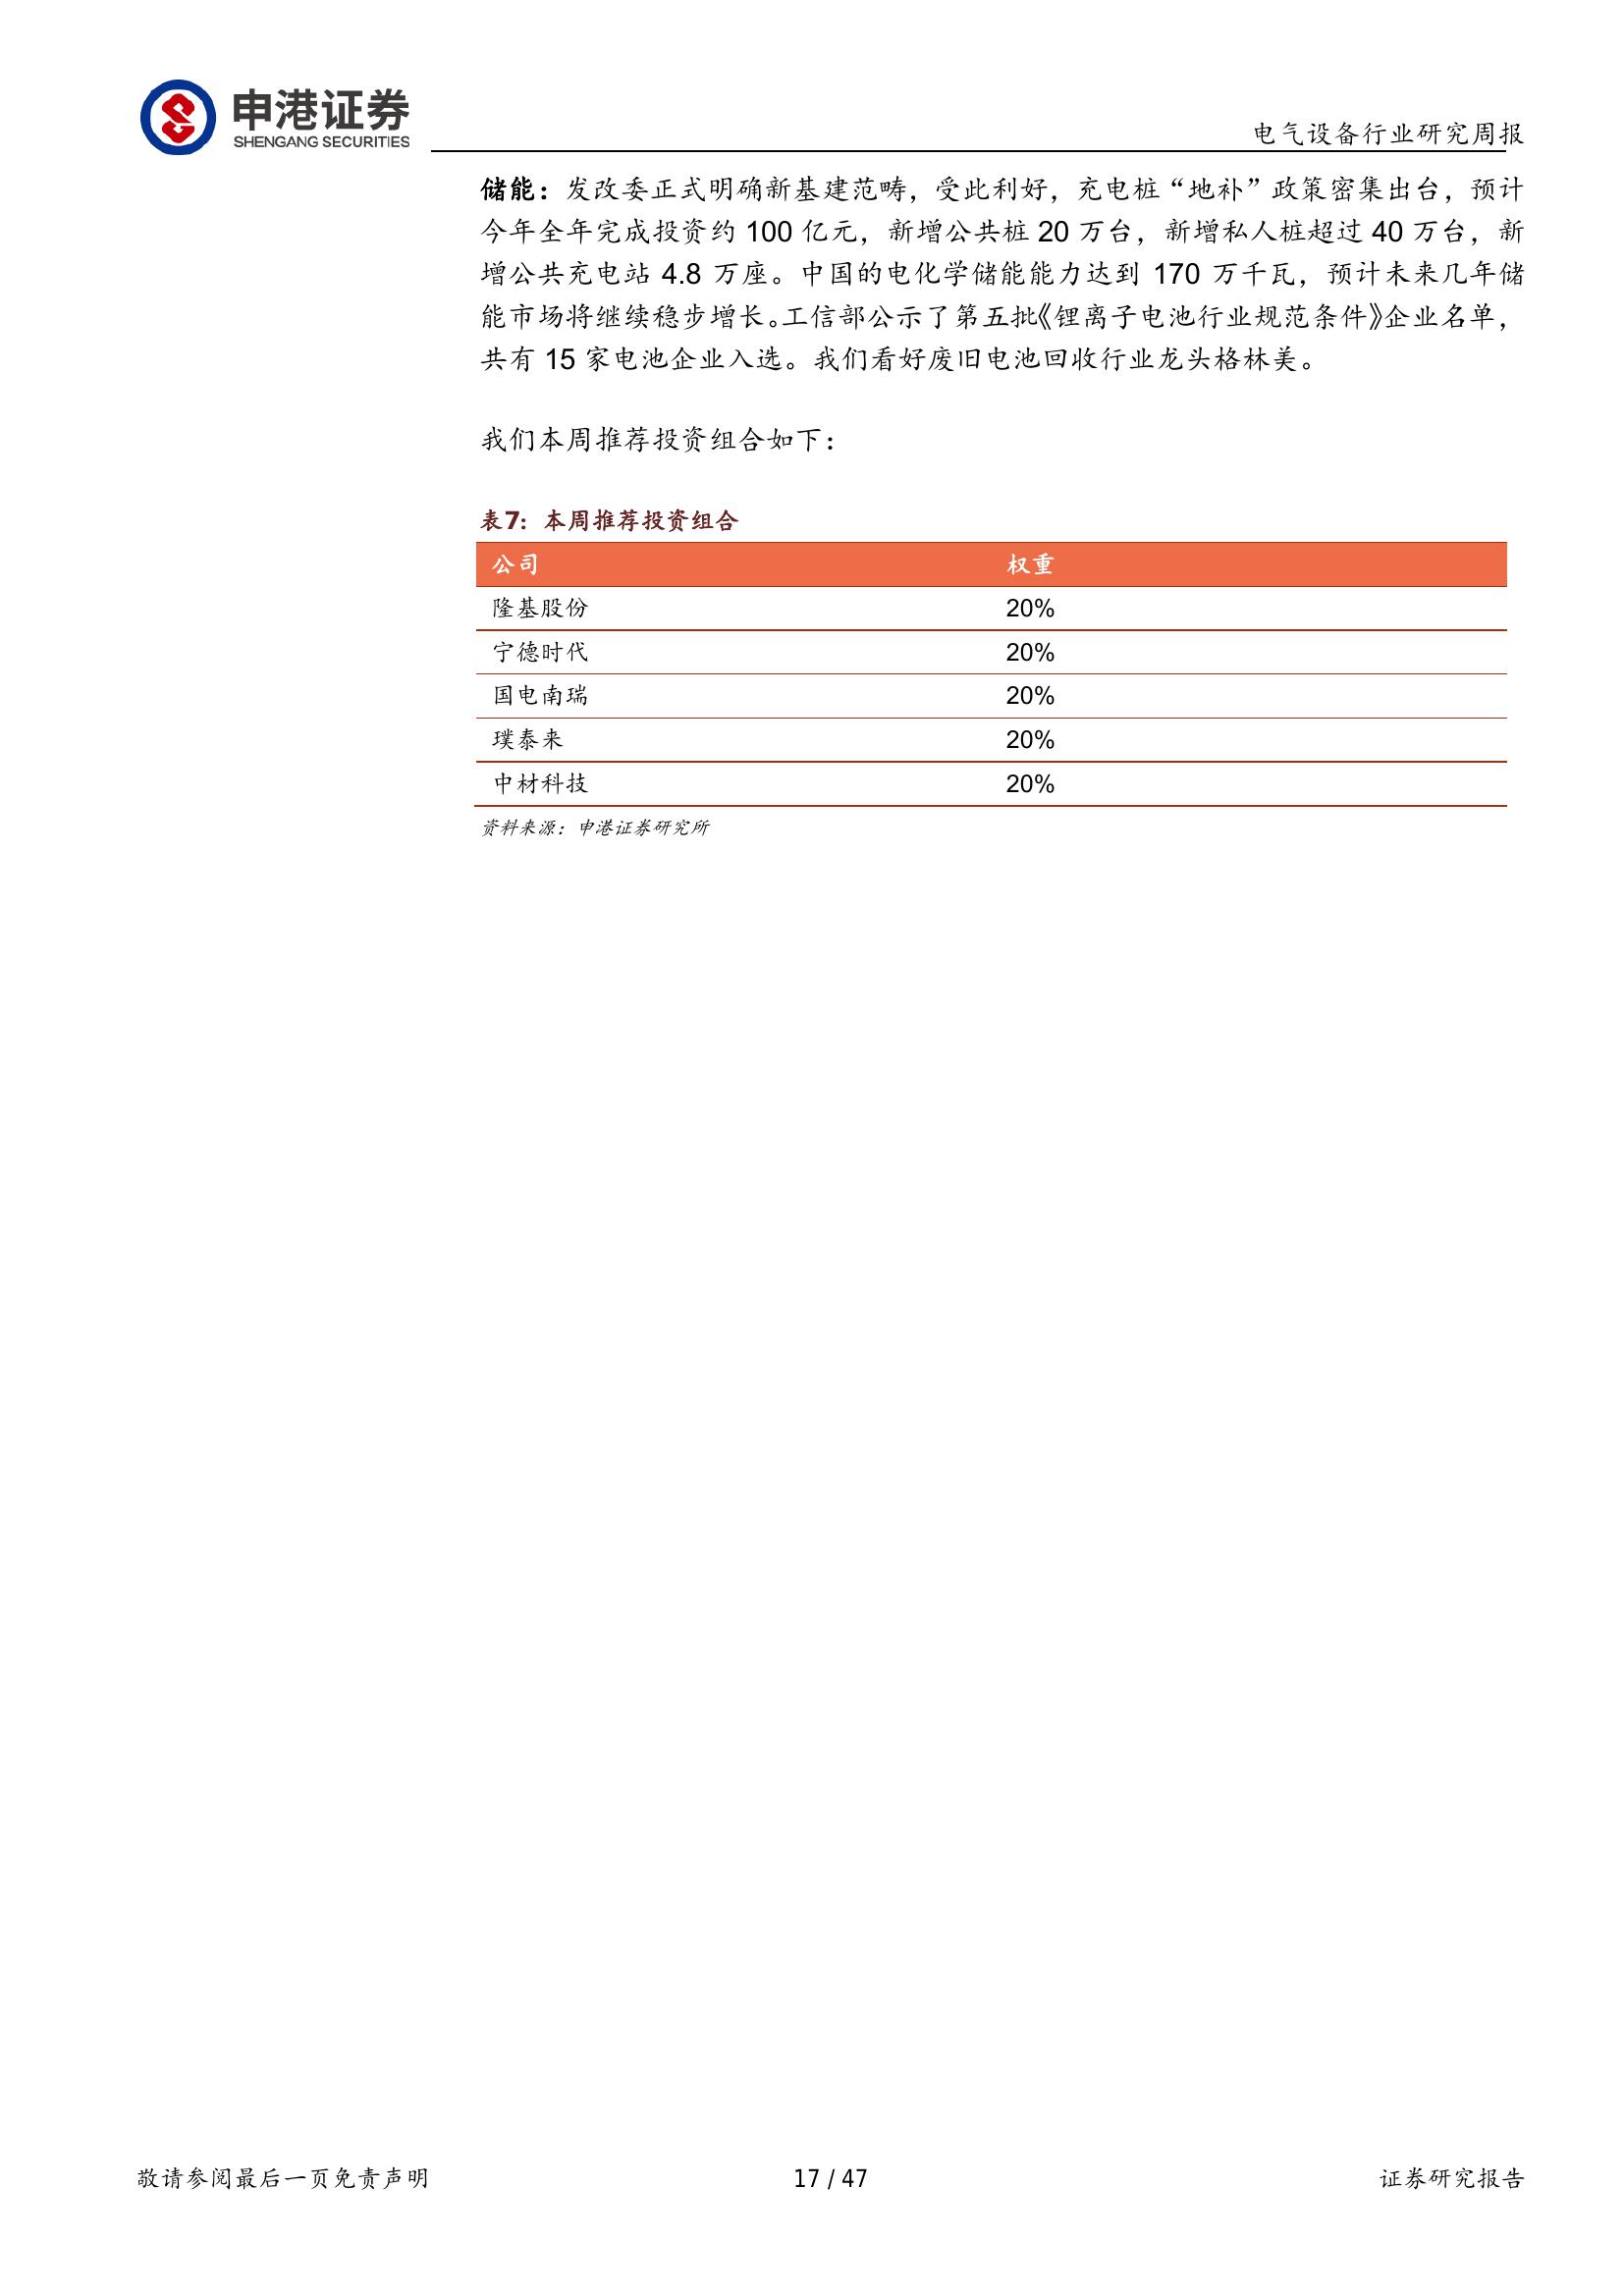 申港证券
SHENGANG SECURITIES
电气设备行业研究周报
储能：发改委正式明确新基建范畴，受此利好，充电桩“地补”政策密集出台，预计
今年全年完成投资约 100 亿元，新增公共桩 20 万台，新增私人桩超过 40 万台，新
增公共充电站 4.8 万座。中国的电化学储能能力达到 170 万千瓦，预计未来几年储
能市场将继续稳步增长。工信部公示了第五批《锂离子电池行业规范条件》企业名单，
共有 15 家电池企业入选。我们看好废旧电池回收行业龙头格林美。
我们本周推荐投资组合如下：
表7：本周推荐投资组合
公司 权重
隆基股份 20%
宁德时代 20%
国电南瑞 20%
璞泰来 20%
中材科技 20%
资料来源：申港证券研究所
敬请参阅最后一页免责声明 17 / 47 证券研究报告